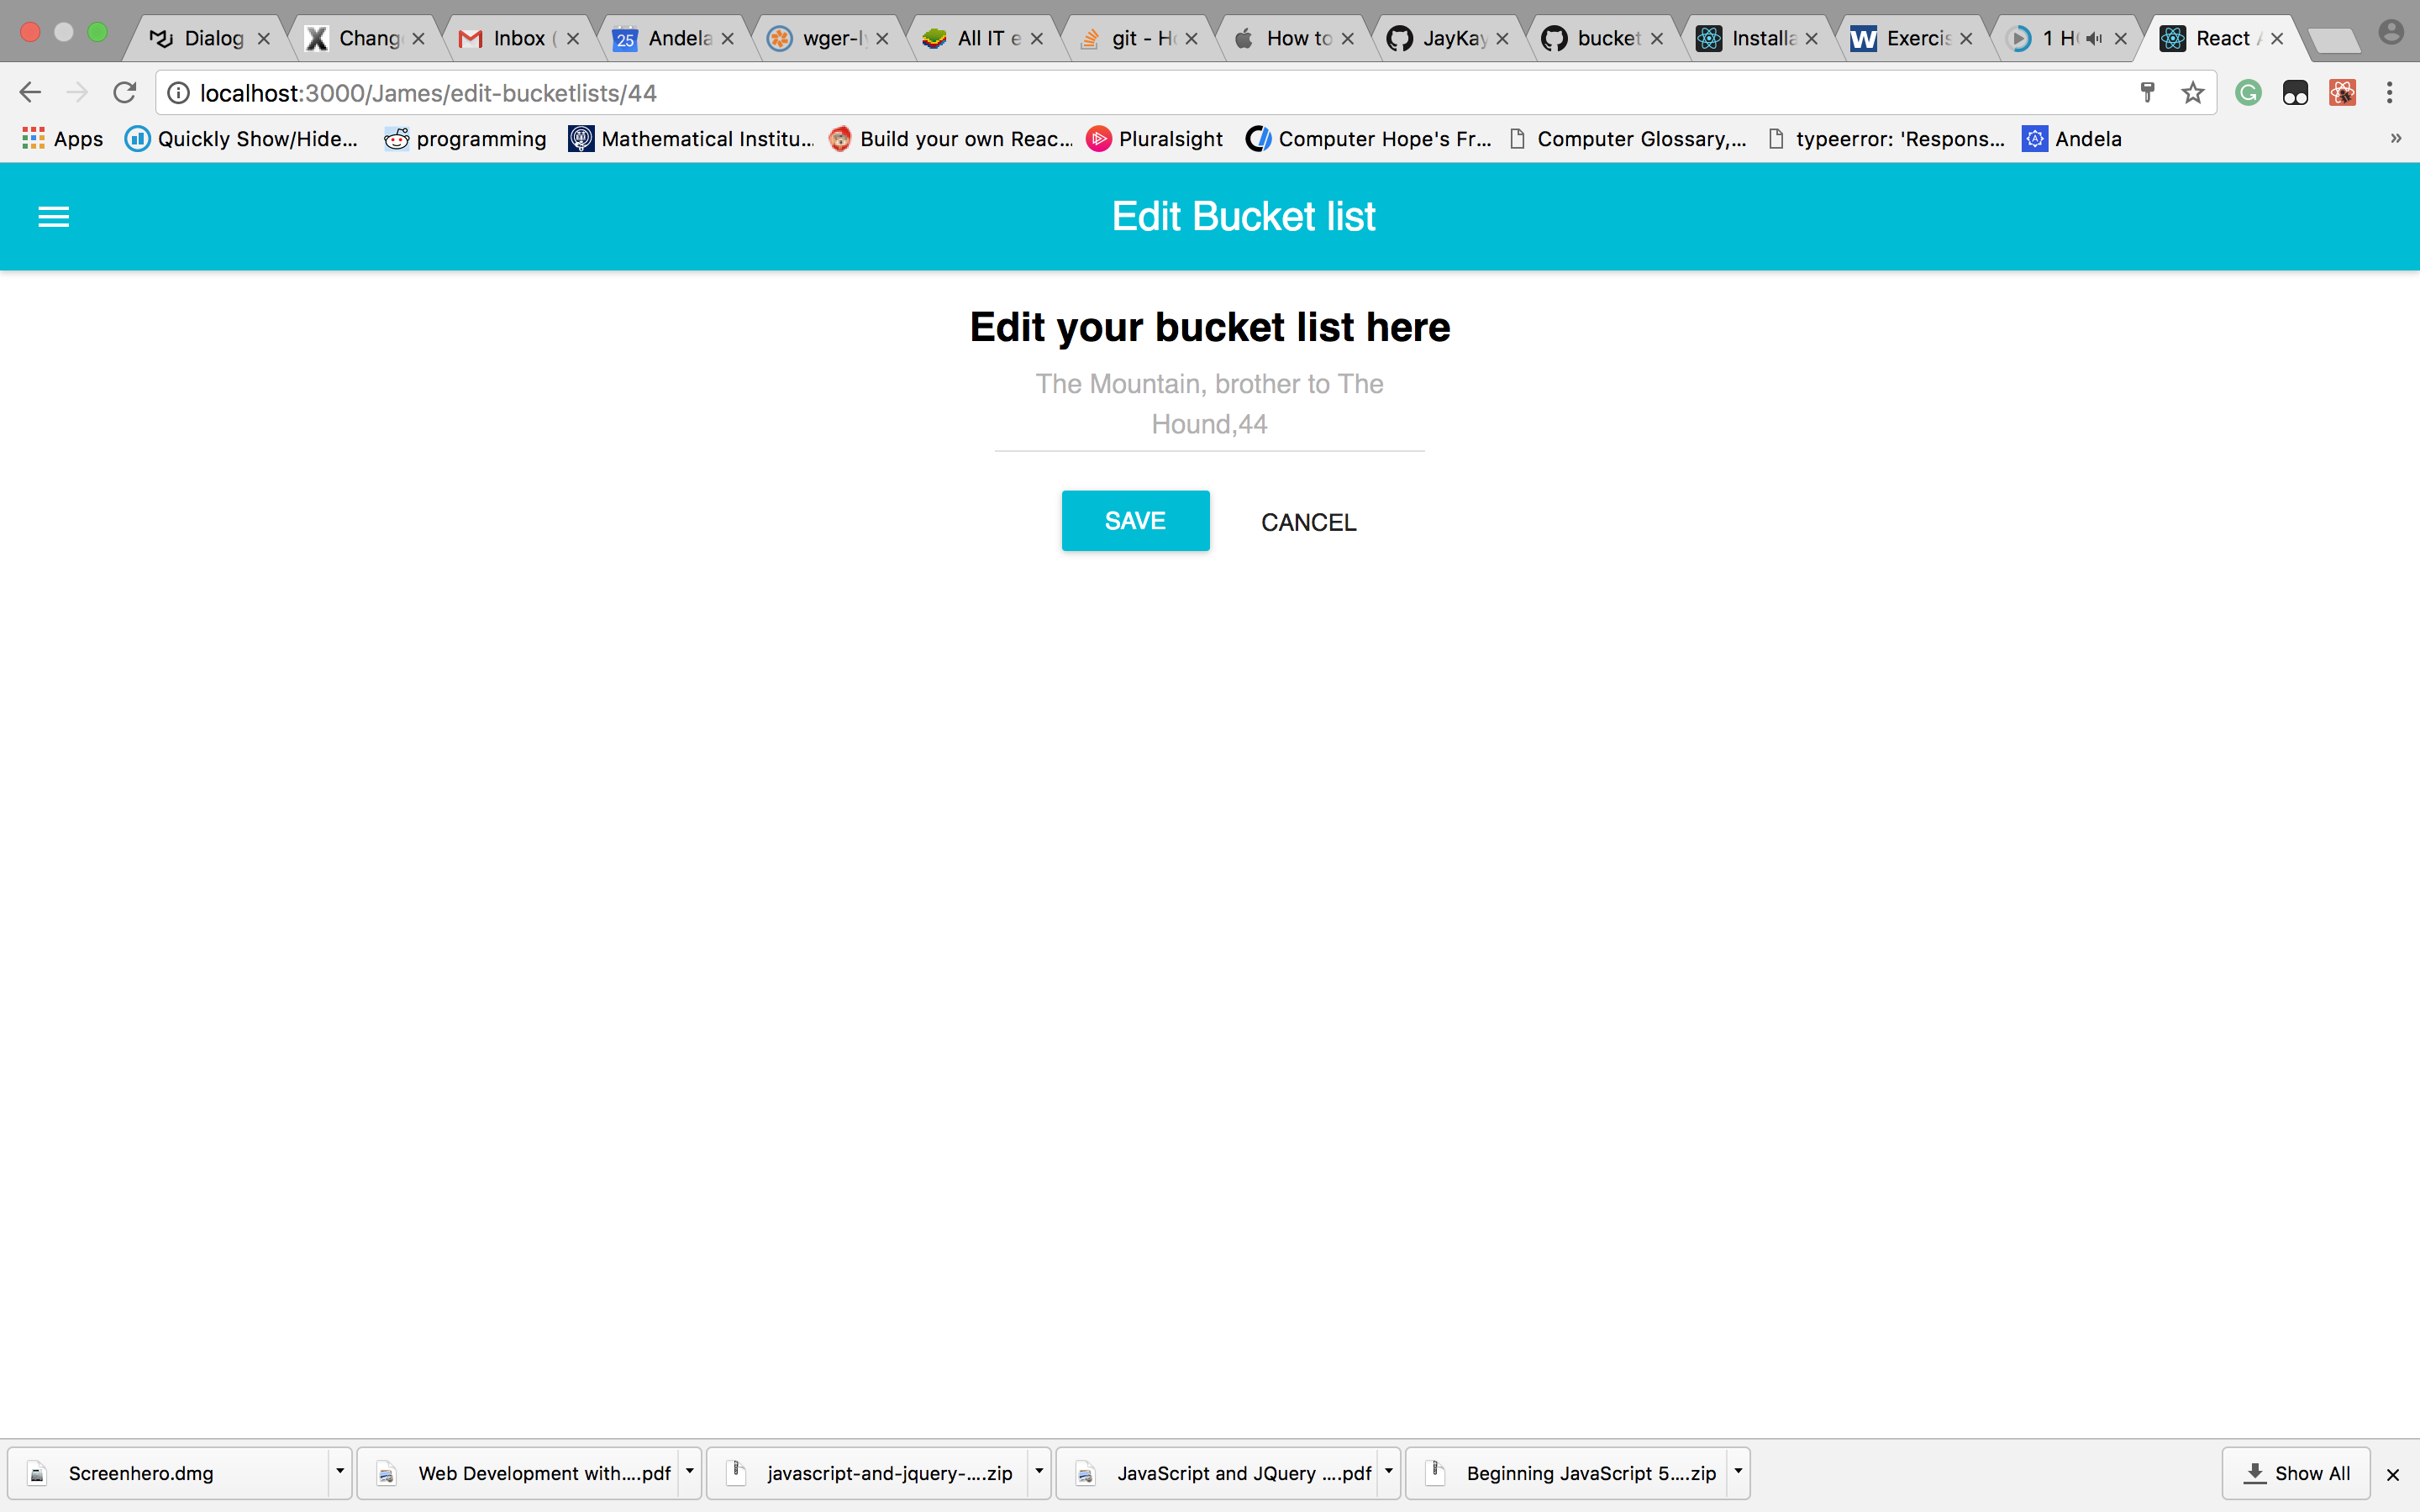 Dialog
Chang
Inbox (
25 Andela
wger-l
All IT e
git - H
How to
JayKay
bucket
Installa
W Exercis
1 H
React
localhost:3000/James/edit-bucketlists/44
Apps
Quickly Show/Hide...
programming
Mathematical Institu...
Build your own Reac...
Pluralsight
Computer Hope's Fr...
Computer Glossary,...
typeerror: 'Respons...
Andela
»
Edit Bucket list
Edit your bucket list here
The Mountain, brother to The
Hound,44
SAVE
CANCEL
Screenhero.dmg
Web Development with....pdf
javascript-and-jquery-....zip
JavaScript and JQuery ....pdf
Beginning JavaScript 5....zip
Show All